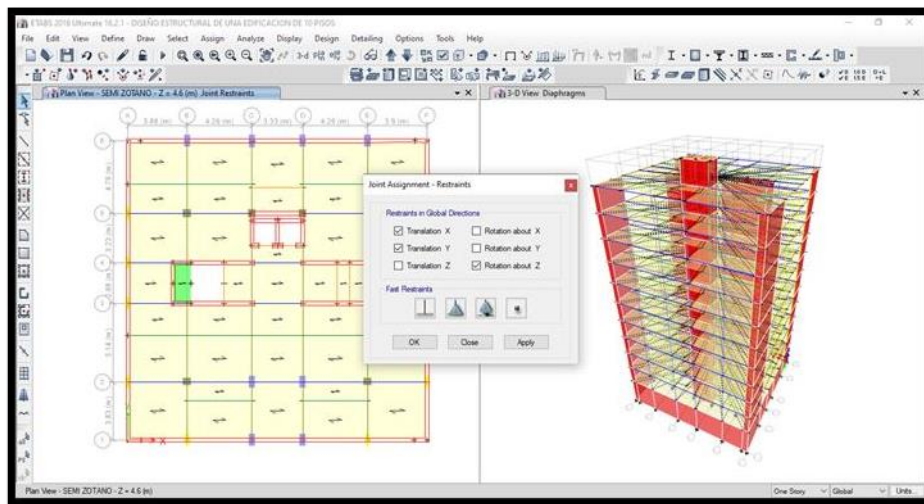 ETABS 2016 Ultimate 16.2.1 - DISEÑO ESTRUCTURAL DE UNA EDIFICACION DE 10 PISOS
File Edit View Define Draw Select Assign Analyze Display Design Detailing Options Tools Help
Plan View - SEMI ZOTANO - Z = 4.6 (m) Joint Restraints
3-D View Diaphragms
Joint Assignment - Restraints
Restraints in Global Directions
Translation X
Rotation about X
Translation Y
Rotation about Y
Translation Z
Rotation about Z
Fast Restraints
OK
Close
Apply
Plan View - SEMI ZOTANO - Z = 4.6 (m)
One Story
Global
Units